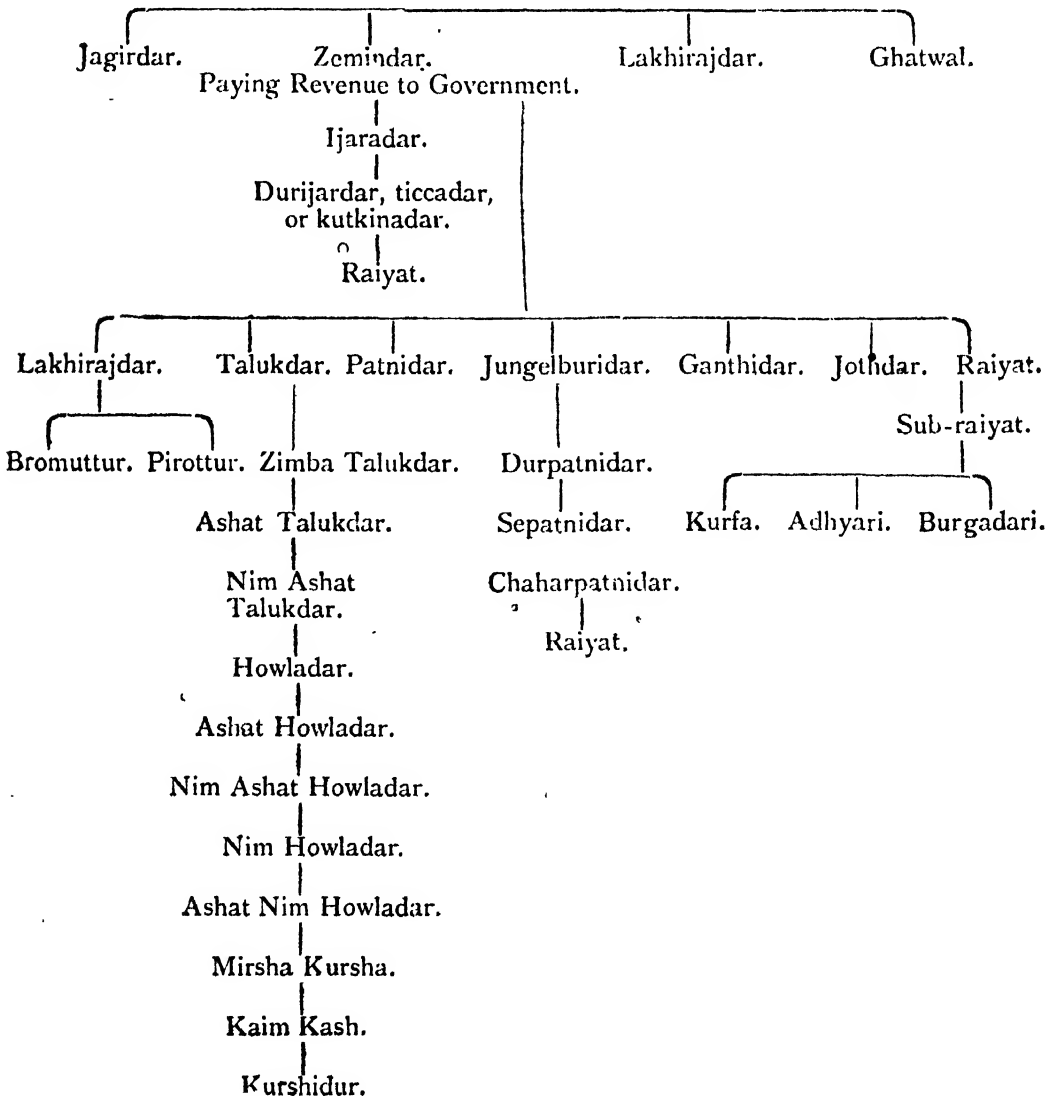 Jagirdar. Zemindar. Lakhirajdar. Ghatwal.
Paying Revenue to Government.
Ijaradar.
Durijardar, ticcadar,
or kutkinadar.
Raiyat.
Lakhirajdar. Talukdar. Patnidar. Jungelburidar. Ganthidar. Jothdar. Raiyat.
Sub-raiyat.
Bromuttur. Pirottur. Zimba Talukdar. Durpatnidar.
Ashat Talukdar. Sepatnidar. Kurfa. Adhyari. Burgadari.
Nim Ashat Chaharpatnidar.
Talukdar.
Raiyat.
Howladar.
Ashat Howladar.
Nim Ashat Howladar.
Nim Howladar.
Ashat Nim Howladar.
Mirsha Kursha.
Kaim Kash.
Kurshidur.